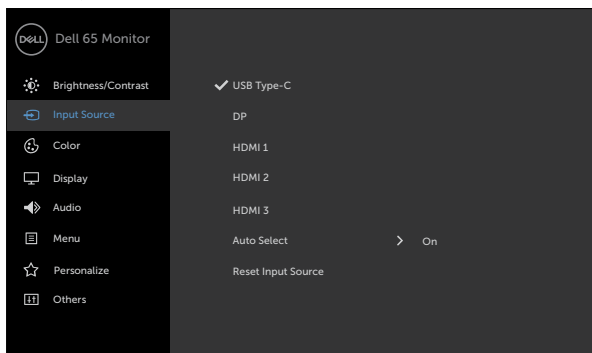 DELL Dell 65 Monitor
Brightness/Contrast
Input Source
Color
Display
Audio
Menu
Personalize
Others
USB Type-C
DP
HDMI 1
HDMI 2
HDMI 3
Auto Select On
Reset Input Source